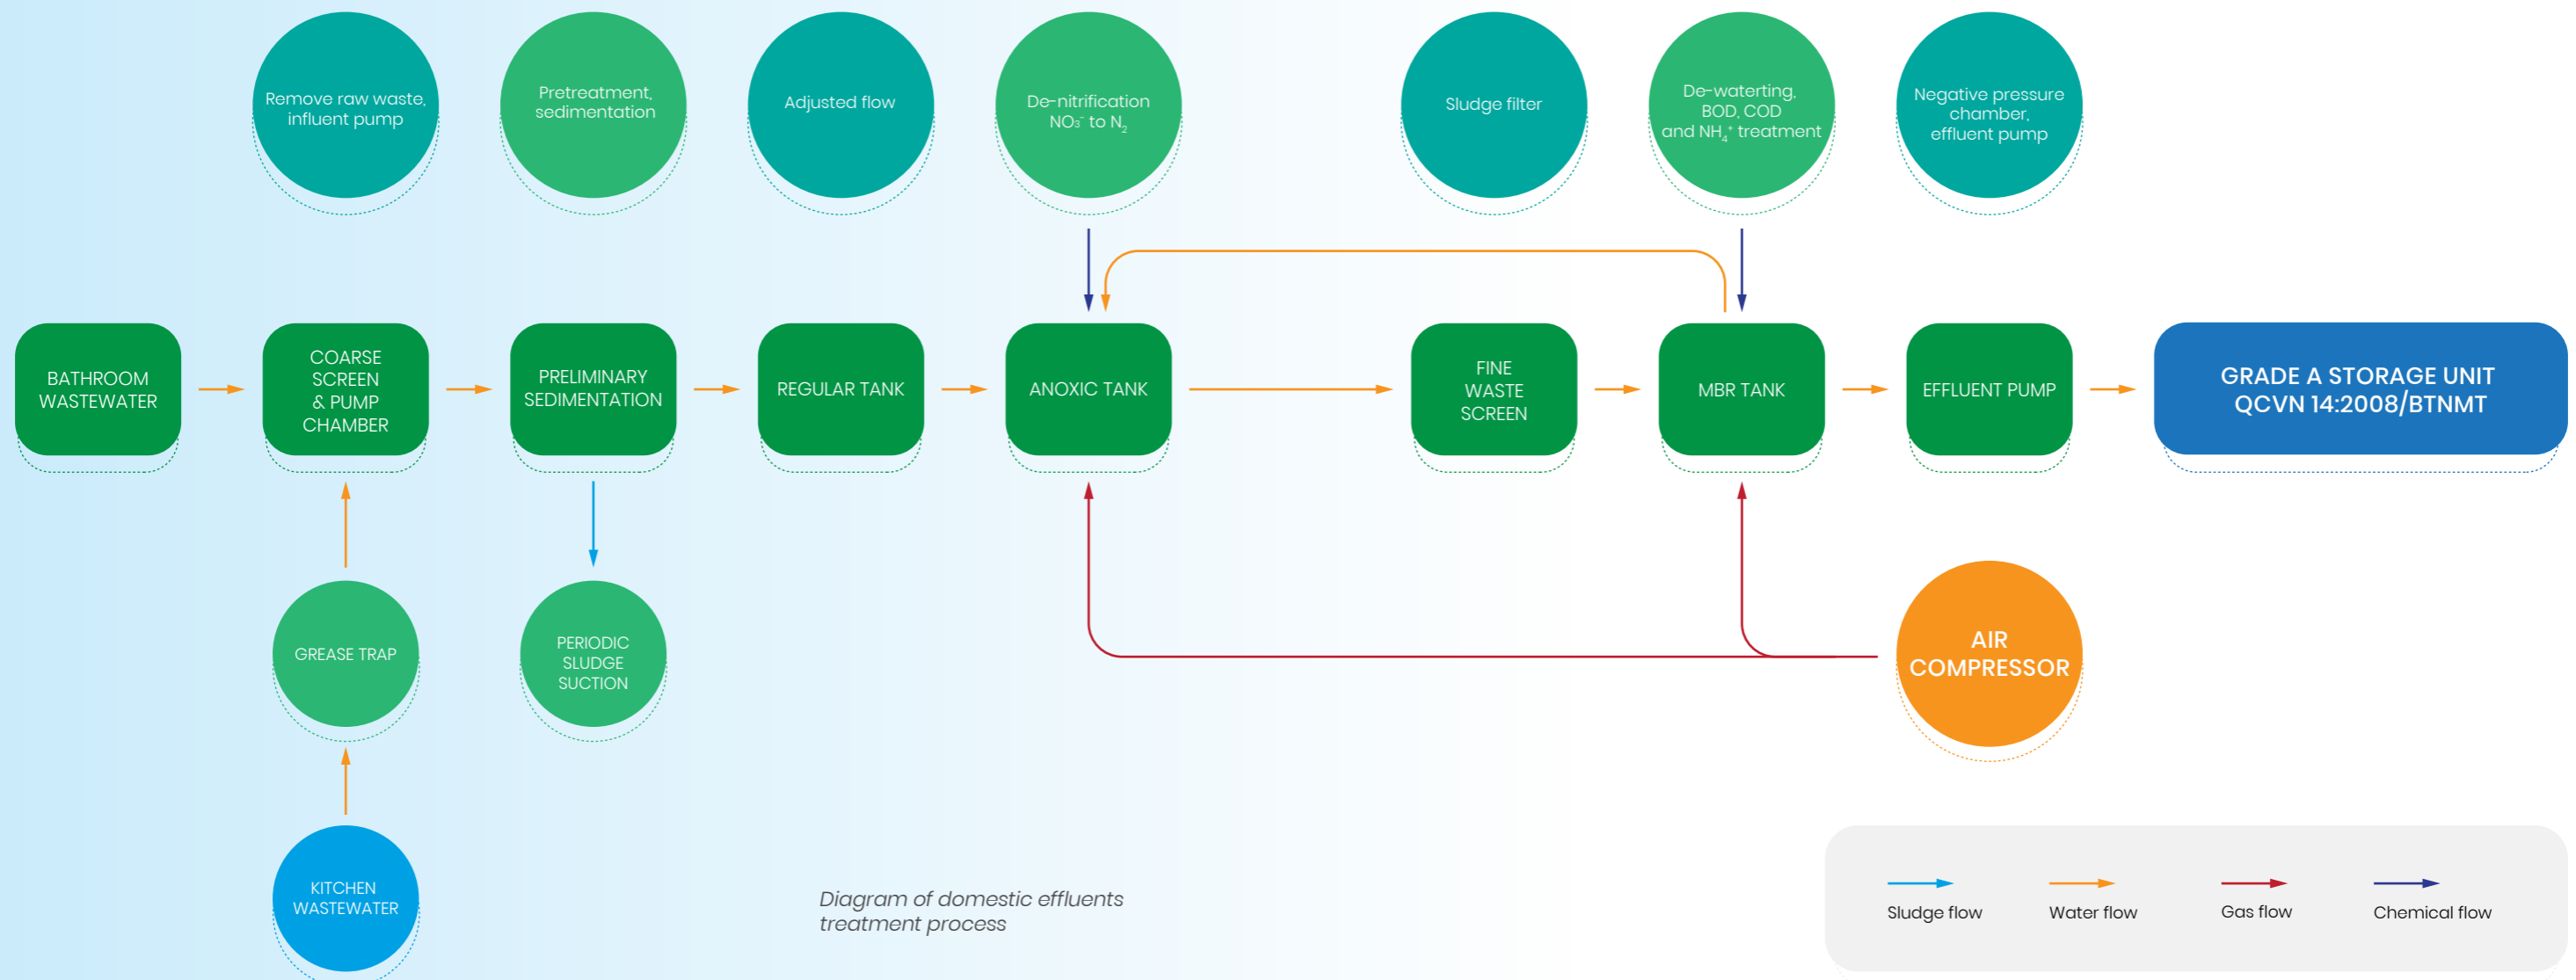 Remove raw waste,
influent pump
Pretreatment,
sedimentation
Adjusted flow
De-nitrification
NO₃⁻ to N₂
Sludge filter
De-waterting,
BOD, COD
and NH₄⁺ treatment
Negative pressure
chamber,
effluent pump
BATHROOM
WASTEWATER
COARSE
SCREEN
& PUMP
CHAMBER
PRELIMINARY
SEDIMENTATION
REGULAR TANK
ANOXIC TANK
FINE
WASTE
SCREEN
MBR TANK
EFFLUENT PUMP
GRADE A STORAGE UNIT
QCVN 14:2008/BTNMT
GREASE TRAP
PERIODIC
SLUDGE
SUCTION
AIR
COMPRESSOR
KITCHEN
WASTEWATER
Diagram of domestic effluents
treatment process
Sludge flow
Water flow
Gas flow
Chemical flow